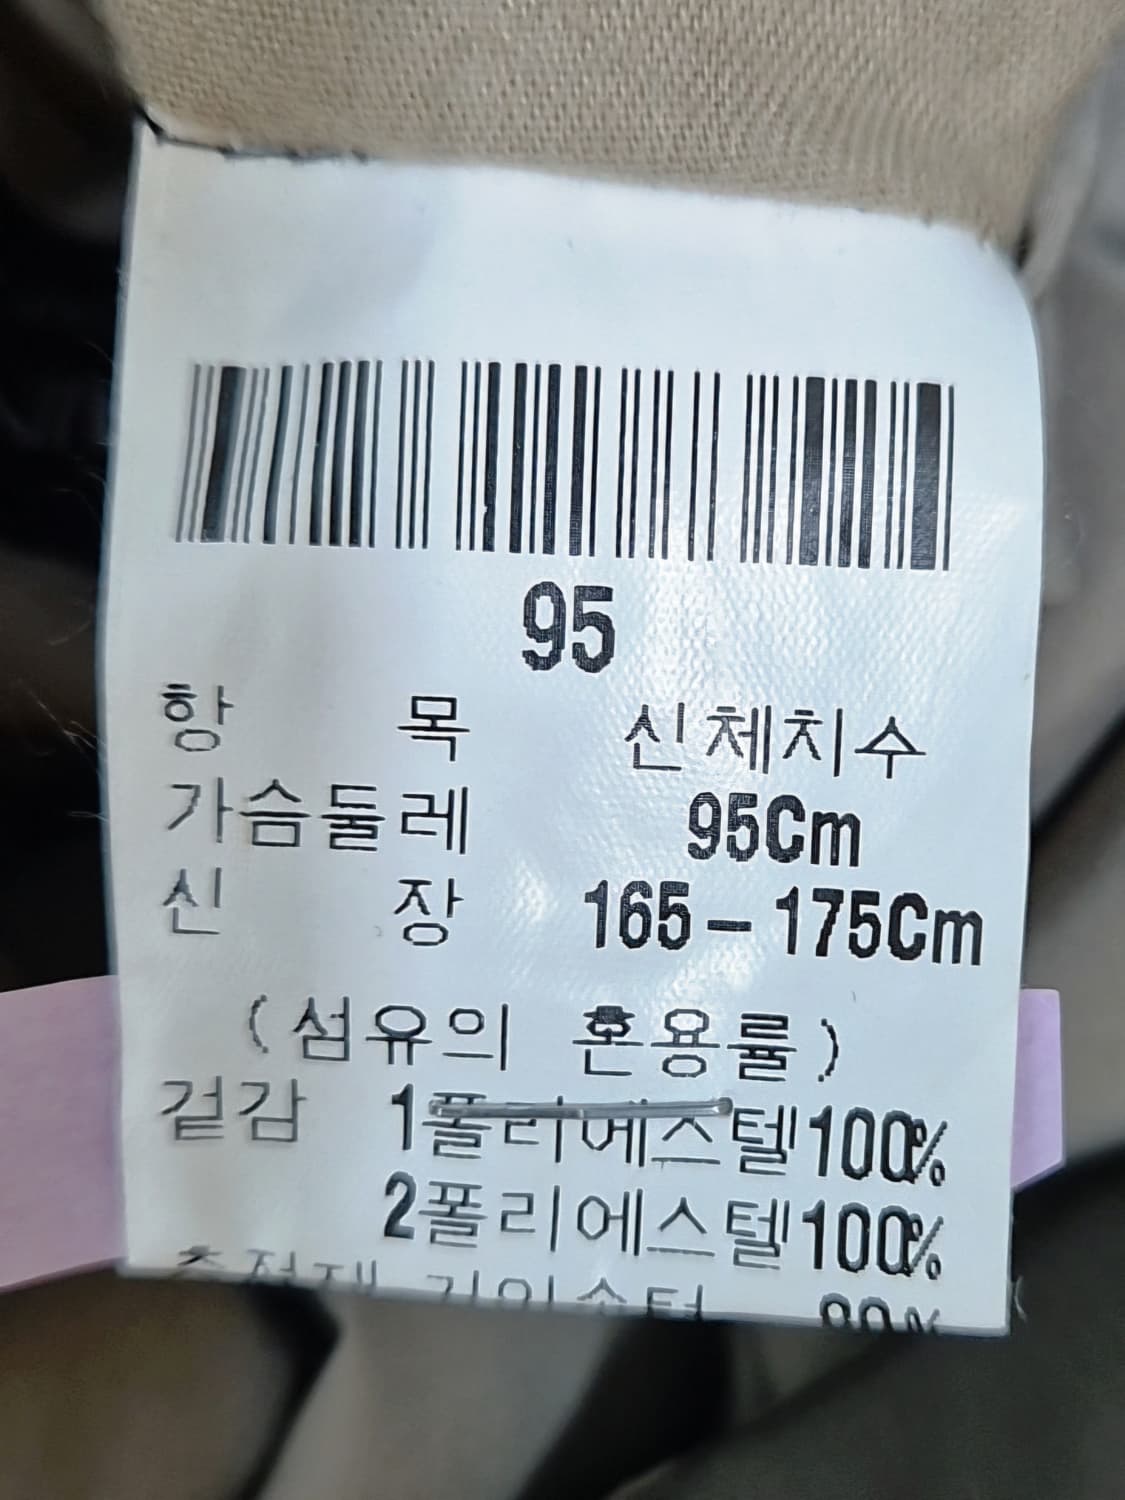 95
항 목 신체치수
가슴둘레 95Cm
신 장 165-175Cm
(섬유의 혼용률)
겉감 1폴리에스텔100%
2폴리에스텔100%